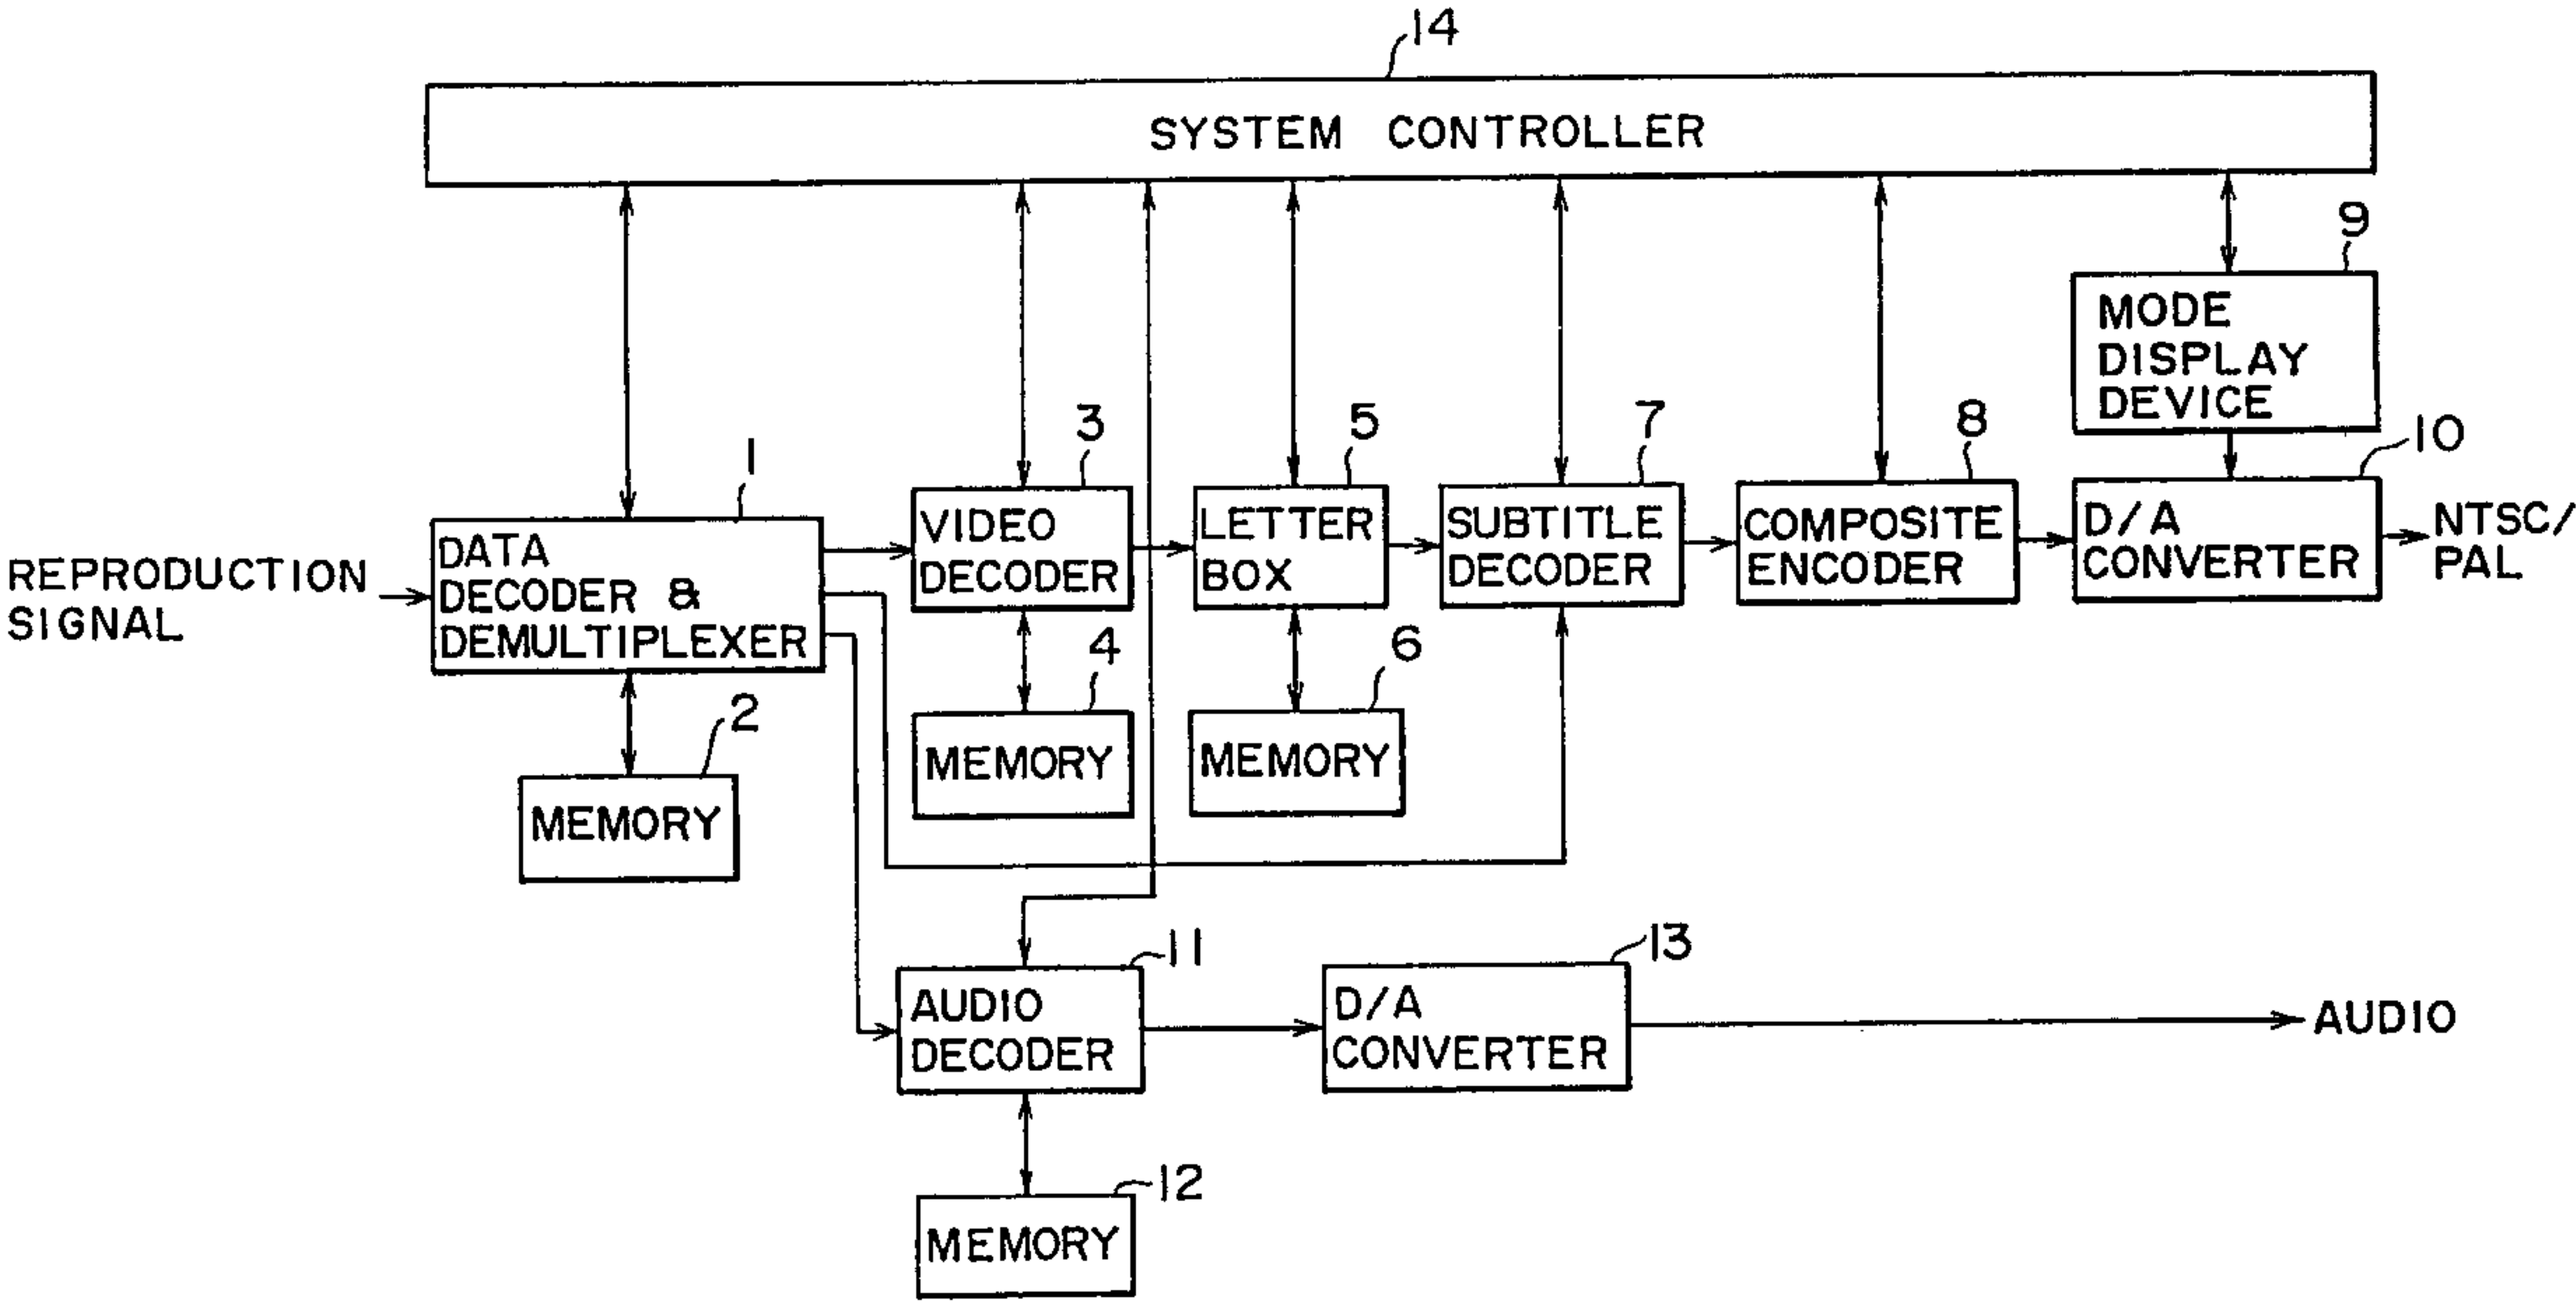 14
SYSTEM CONTROLLER
9
MODE
DISPLAY
DEVICE
1
3
5
7
8
10
REPRODUCTION
SIGNAL
DATA
DECODER &
DEMULTIPLEXER
VIDEO
DECODER
LETTER
BOX
SUBTITLE
DECODER
COMPOSITE
ENCODER
D/A
CONVERTER
NTSC/
PAL
2
MEMORY
4
MEMORY
6
MEMORY
11
AUDIO
DECODER
13
D/A
CONVERTER
AUDIO
12
MEMORY